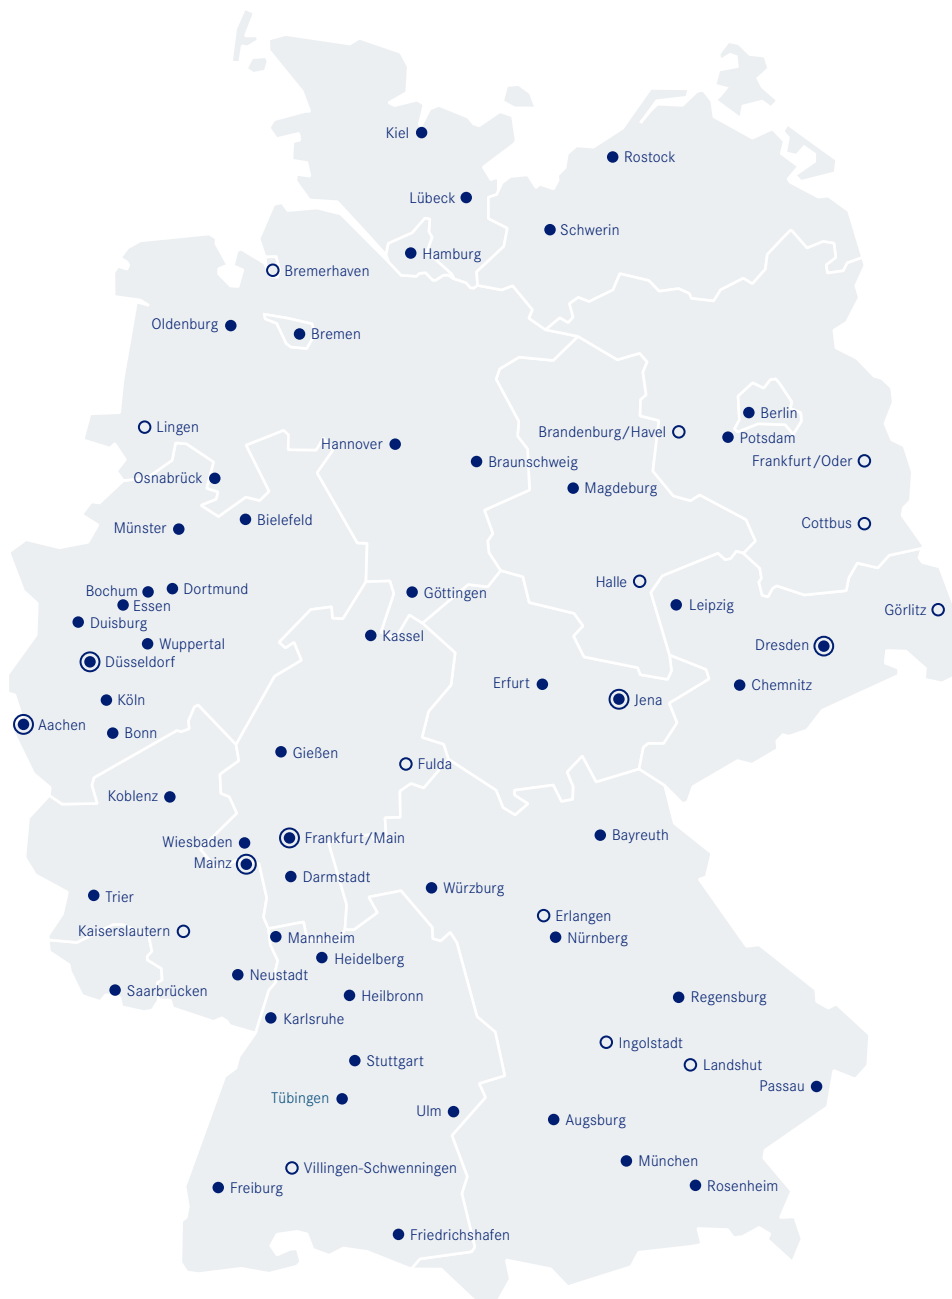 Kiel
Rostock
Lübeck
Schwerin
Hamburg
Bremerhaven
Oldenburg
Bremen
Berlin
Lingen
Brandenburg/Havel
Potsdam
Hannover
Braunschweig
Frankfurt/Oder
Osnabrück
Magdeburg
Bielefeld
Cottbus
Münster
Halle
Bochum
Dortmund
Göttingen
Essen
Leipzig
Görlitz
Duisburg
Kassel
Wuppertal
Dresden
Düsseldorf
Erfurt
Chemnitz
Köln
Jena
Aachen
Bonn
Gießen
Fulda
Koblenz
Bayreuth
Frankfurt/Main
Wiesbaden
Mainz
Darmstadt
Würzburg
Trier
Erlangen
Kaiserslautern
Mannheim
Nürnberg
Heidelberg
Neustadt
Saarbrücken
Heilbronn
Regensburg
Karlsruhe
Ingolstadt
Stuttgart
Landshut
Passau
Tübingen
Ulm
Augsburg
München
Villingen-Schwenningen
Rosenheim
Freiburg
Friedrichshafen